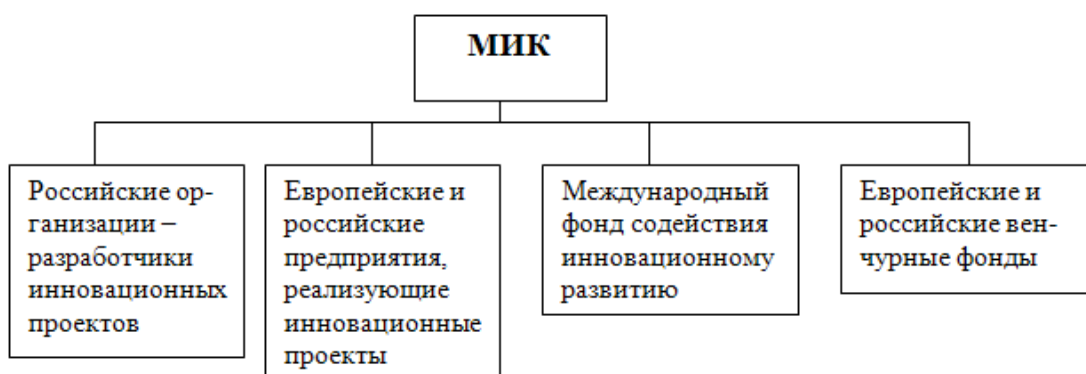 МИК
Российские ор-
ганизации –
разработчики
инновационных
проектов
Европейские и
российские
предприятия,
реализующие
инновационные
проекты
Международный
фонд содействия
инновационному
развитию
Европейские и
российские вен-
чурные фонды